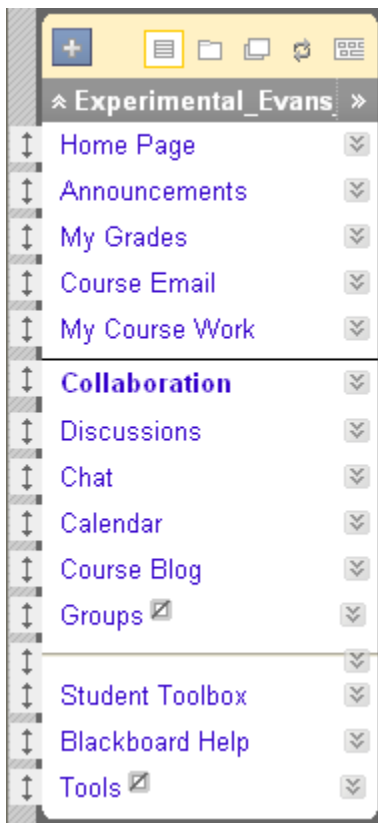 Experimental_Evans_
Home Page
Announcements
My Grades
Course Email
My Course Work
Collaboration
Discussions
Chat
Calendar
Course Blog
Groups
Student Toolbox
Blackboard Help
Tools